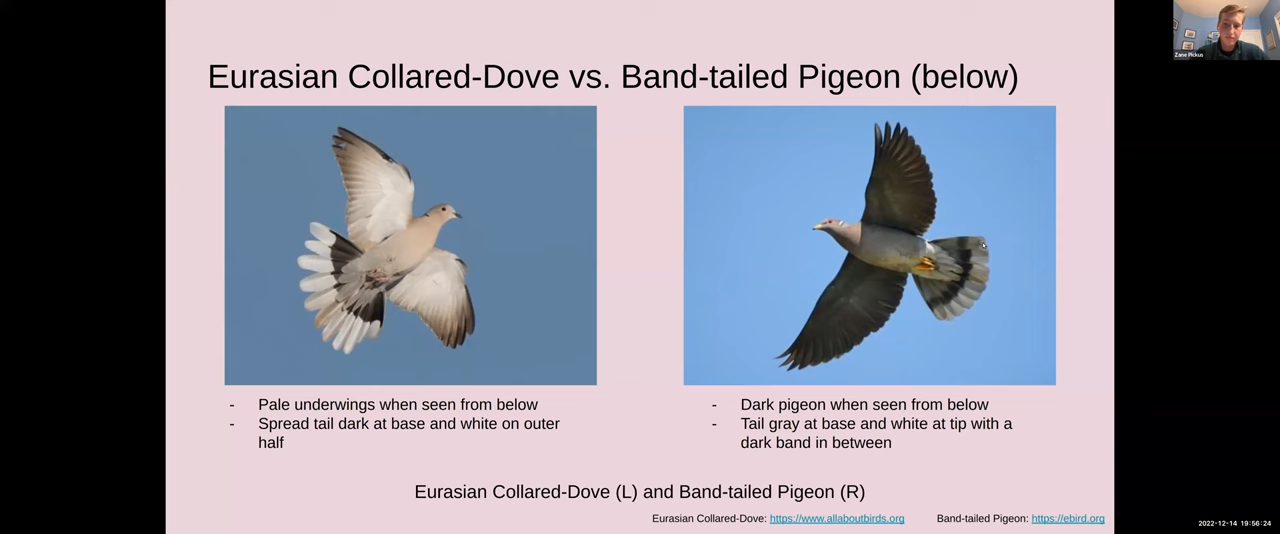 Zane Pickus
Eurasian Collared-Dove vs. Band-tailed Pigeon (below)
- Pale underwings when seen from below
- Spread tail dark at base and white on outer
half
- Dark pigeon when seen from below
- Tail gray at base and white at tip with a
dark band in between
Eurasian Collared-Dove (L) and Band-tailed Pigeon (R)
Eurasian Collared-Dove: https://www.allaboutbirds.org
Band-tailed Pigeon: https://ebird.org
2022-12-14 19:56:24